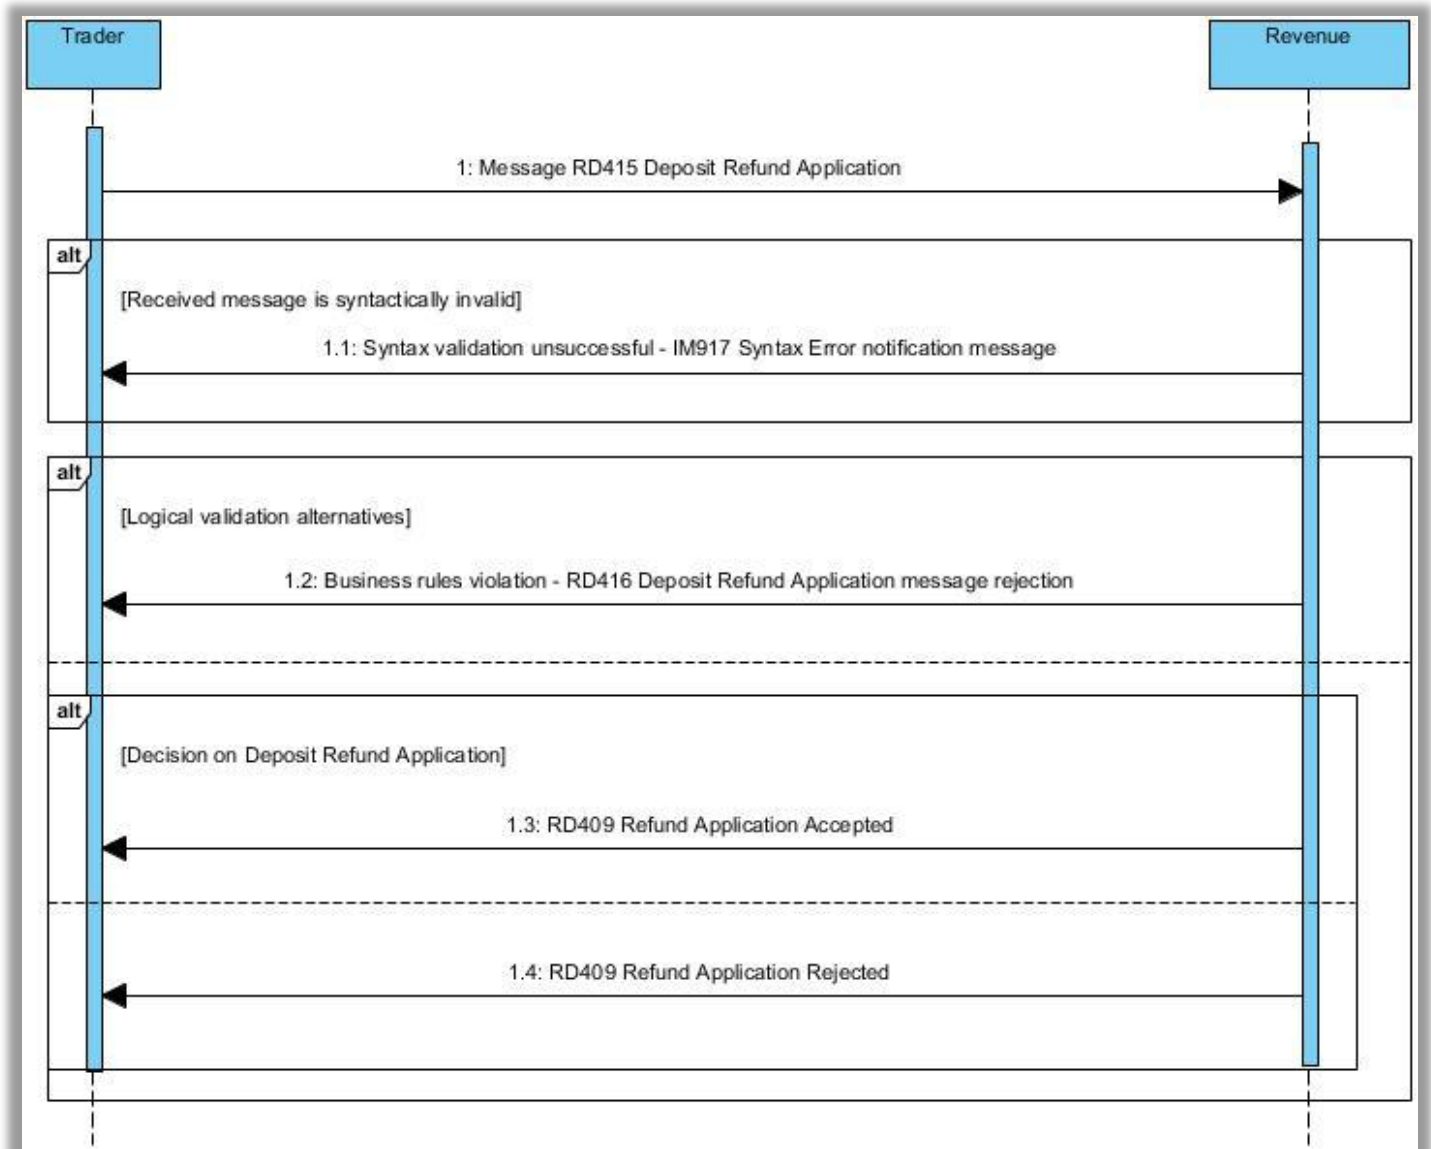 Trader
Revenue
1: Message RD415 Deposit Refund Application
alt
[Received message is syntactically invalid]
1.1: Syntax validation unsuccessful - IM917 Syntax Error notification message
alt
[Logical validation alternatives]
1.2: Business rules violation - RD416 Deposit Refund Application message rejection
alt
[Decision on Deposit Refund Application]
1.3: RD409 Refund Application Accepted
1.4: RD409 Refund Application Rejected